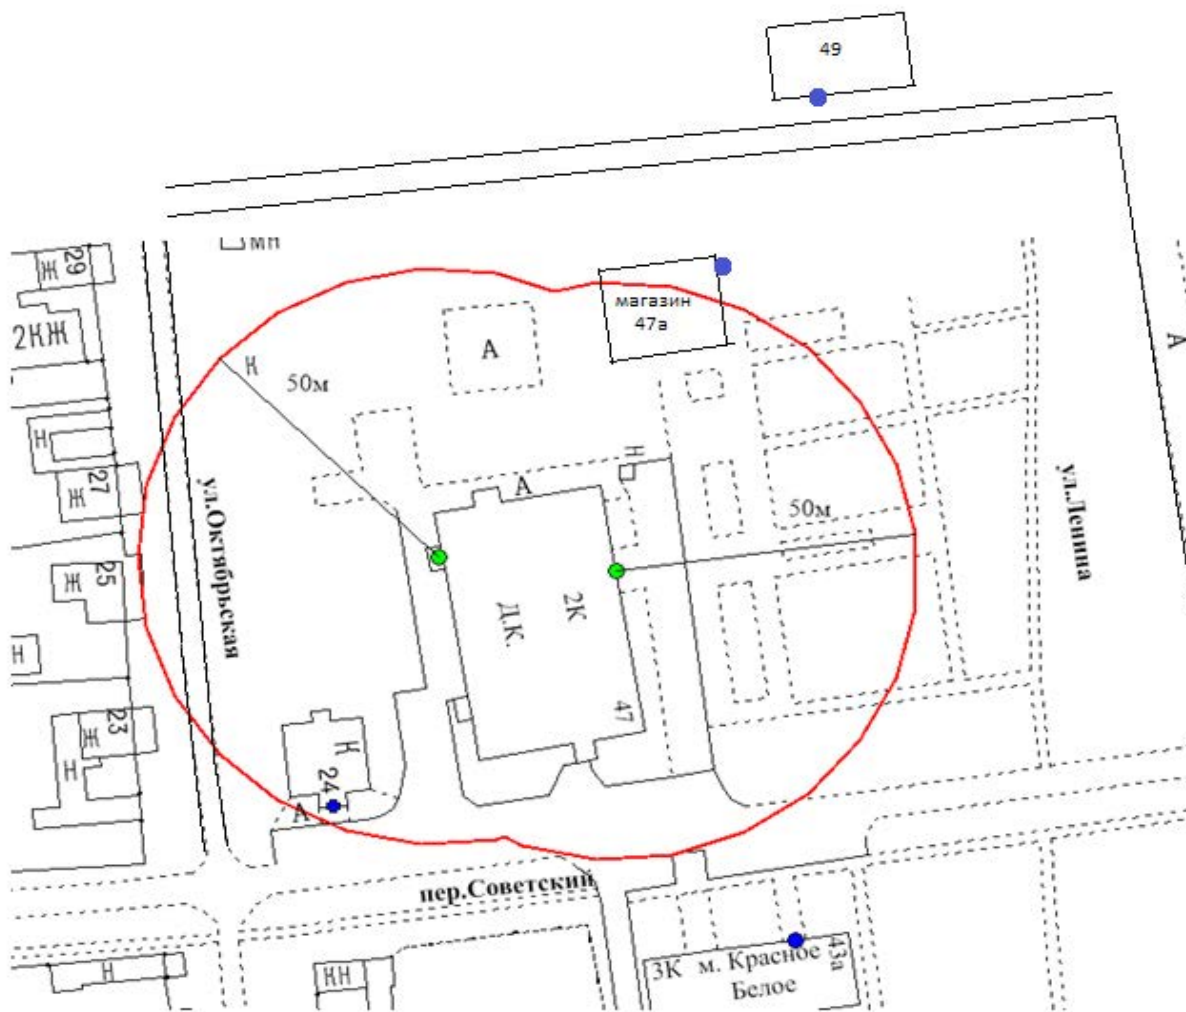 49
МН
29
Ж
2КЖ
магазин
47а
А
А
Н
50м
Н
Н
27
Ж
А
50м
ул.Октябрьская
ул.Ленина
25
Ж
2К
Д.К.
Н
47
23
Ж
Н
Н
24
А
пер.Советский
Н
КН
3К м. Красное
Белое
43а